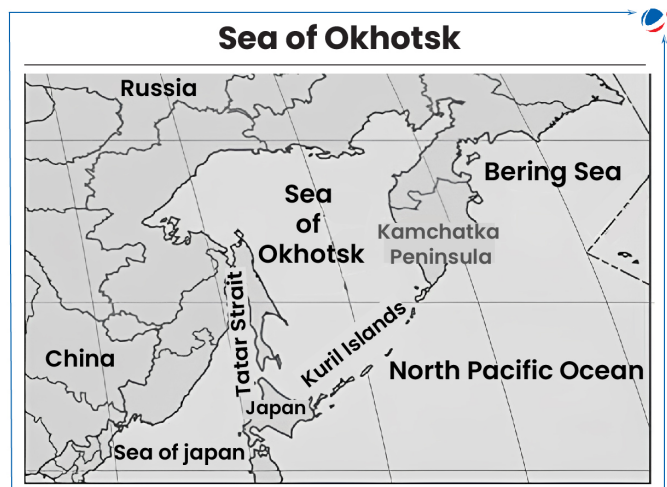 Sea of Okhotsk
Russia
Bering Sea
Sea
of
Okhotsk
Kamchatka
Peninsula
Tatar Strait
Kuril Islands
China
North Pacific Ocean
Japan
Sea of japan